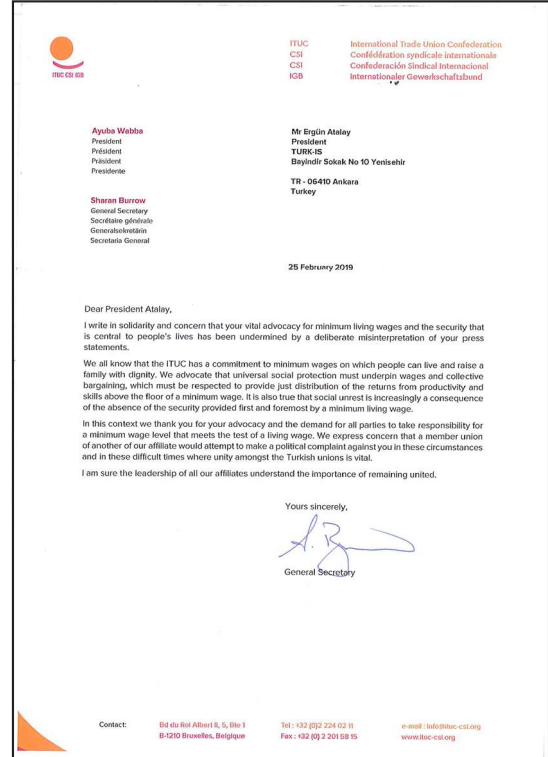 ITUC CSI IGB
ITUC International Trade Union Confederation
CSI Confédération syndicale internationale
CSI Confederación Sindical Internacional
IGB Internationaler Gewerkschaftsbund
Ayuba Wabba
President
Président
Präsident
Presidente
Sharan Burrow
General Secretary
Secrétaire générale
Generalsekretärin
Secretaria General
Mr Ergün Atalay
President
TURK-IS
Bayindir Sokak No 10 Yenisehir
TR - 06410 Ankara
Turkey
25 February 2019
Dear President Atalay,
I write in solidarity and concern that your vital advocacy for minimum living wages and the security that
is central to people's lives has been undermined by a deliberate misinterpretation of your press
statements.
We all know that the ITUC has a commitment to minimum wages on which people can live and raise a
family with dignity. We advocate that universal social protection must underpin wages and collective
bargaining, which must be respected to provide just distribution of the returns from productivity and
skills above the floor of a minimum wage. It is also true that social unrest is increasingly a consequence
of the absence of the security provided first and foremost by a minimum living wage.
In this context we thank you for your advocacy and the demand for all parties to take responsibility for
a minimum wage level that meets the test of a living wage. We express concern that a member union
of another of our affiliate would attempt to make a political complaint against you in these circumstances
and in these difficult times where unity amongst the Turkish unions is vital.
I am sure the leadership of all our affiliates understand the importance of remaining united.
Yours sincerely,
General Secretary
Contact:
Bd du Roi Albert II, 5, Bte 1
B-1210 Bruxelles, Belgique
Tel : +32 (0)2 224 02 11
Fax : +32 (0) 2 201 58 15
e-mail : info@ituc-csi.org
www.ituc-csi.org